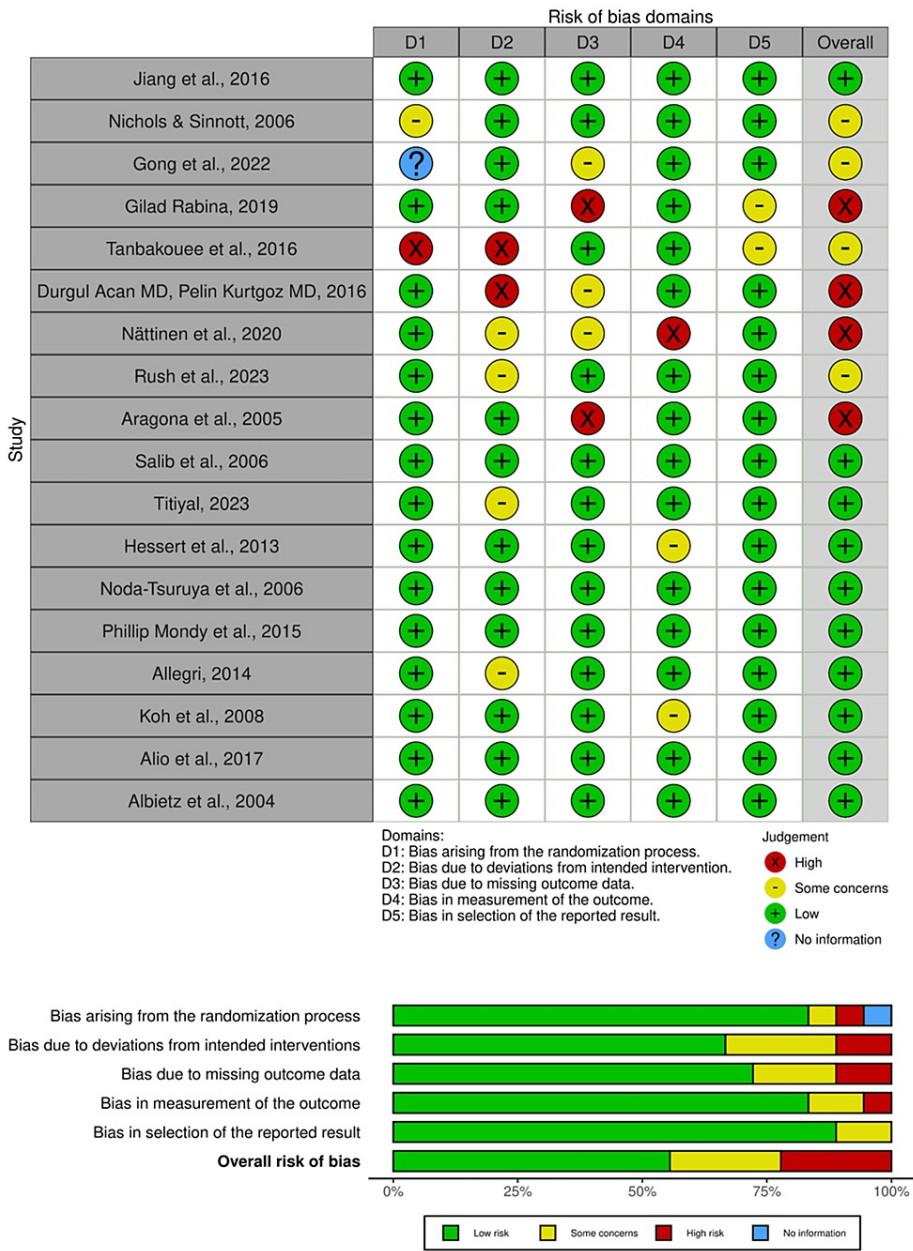 Risk of bias domains
D1 D2 D3 D4 D5 Overall
Study
Jiang et al., 2016 + + + + + +
Nichols & Sinnott, 2006 - + + + + -
Gong et al., 2022 ? + - + + -
Gilad Rabina, 2019 + + X + - X
Tanbakouee et al., 2016 X X + + - -
Durgul Acan MD, Pelin Kurtgoz MD, 2016 + X - + + X
Nättinen et al., 2020 + - - X + X
Rush et al., 2023 + - + + + -
Aragona et al., 2005 + + X + + X
Salib et al., 2006 + + + + + +
Titiyal, 2023 + - + + + +
Hessert et al., 2013 + + + - + +
Noda-Tsuruya et al., 2006 + + + + + +
Phillip Mondy et al., 2015 + + + + + +
Allegri, 2014 + - + + + +
Koh et al., 2008 + + + - + +
Alio et al., 2017 + + + + + +
Albietz et al., 2004 + + + + + +
Domains:
D1: Bias arising from the randomization process.
D2: Bias due to deviations from intended intervention.
D3: Bias due to missing outcome data.
D4: Bias in measurement of the outcome.
D5: Bias in selection of the reported result.
Judgement
X High
- Some concerns
+ Low
? No information
Bias arising from the randomization process
Bias due to deviations from intended interventions
Bias due to missing outcome data
Bias in measurement of the outcome
Bias in selection of the reported result
Overall risk of bias
0% 25% 50% 75% 100%
Low risk Some concerns High risk No information